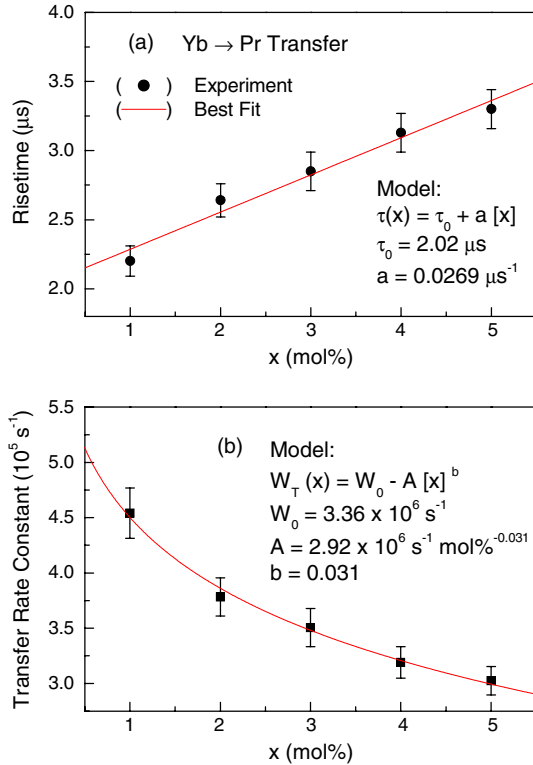 (a) Yb → Pr Transfer
( ● ) Experiment
(—) Best Fit
Model:
τ(x) = τ₀ + a [x]
τ₀ = 2.02 μs
a = 0.0269 μs⁻¹
Risetime (μs)
4.0
3.5
3.0
2.5
2.0
1 2 3 4 5
x (mol%)
(b) Model:
W_T (x) = W₀ - A [x] ᵇ
W₀ = 3.36 x 10⁶ s⁻¹
A = 2.92 x 10⁶ s⁻¹ mol%⁻⁰·⁰³¹
b = 0.031
Transfer Rate Constant (10⁵ s⁻¹)
5.5
5.0
4.5
4.0
3.5
3.0
1 2 3 4 5
x (mol%)